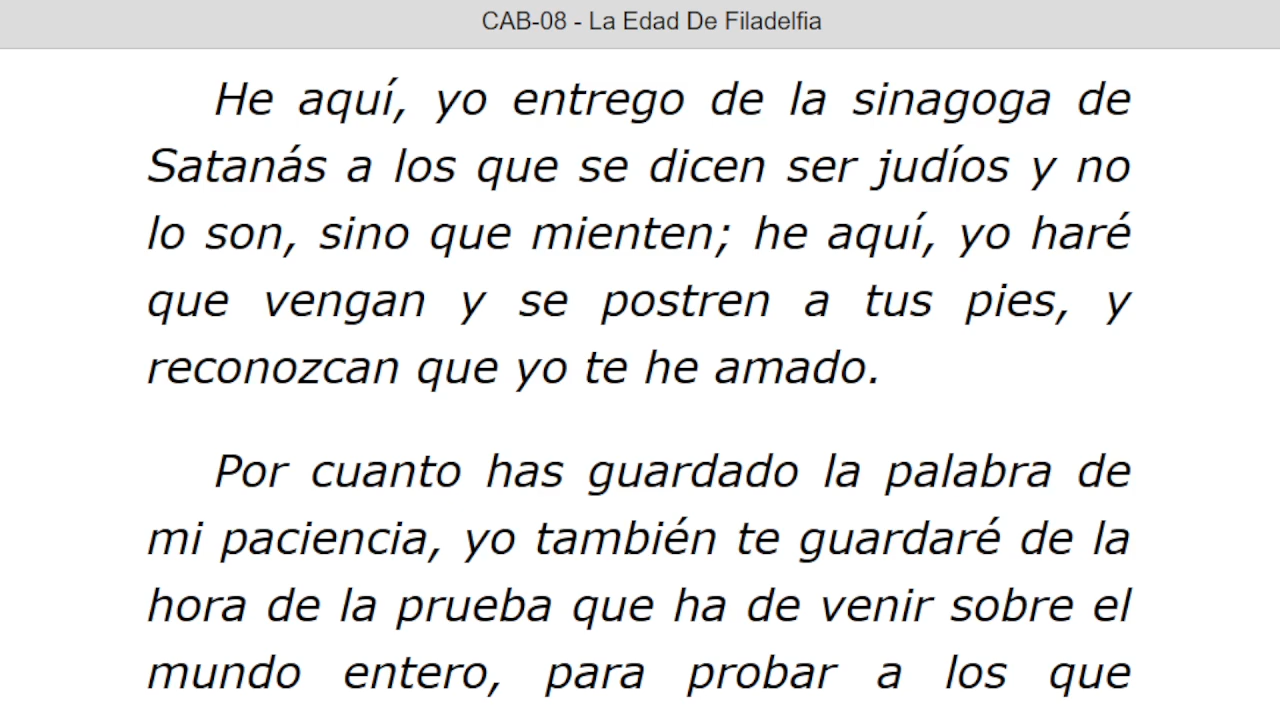 CAB-08 - La Edad De Filadelfia
He aquí, yo entrego de la sinagoga de
Satanás a los que se dicen ser judíos y no
lo son, sino que mienten; he aquí, yo haré
que vengan y se postren a tus pies, y
reconozcan que yo te he amado.
Por cuanto has guardado la palabra de
mi paciencia, yo también te guardaré de la
hora de la prueba que ha de venir sobre el
mundo entero, para probar a los que